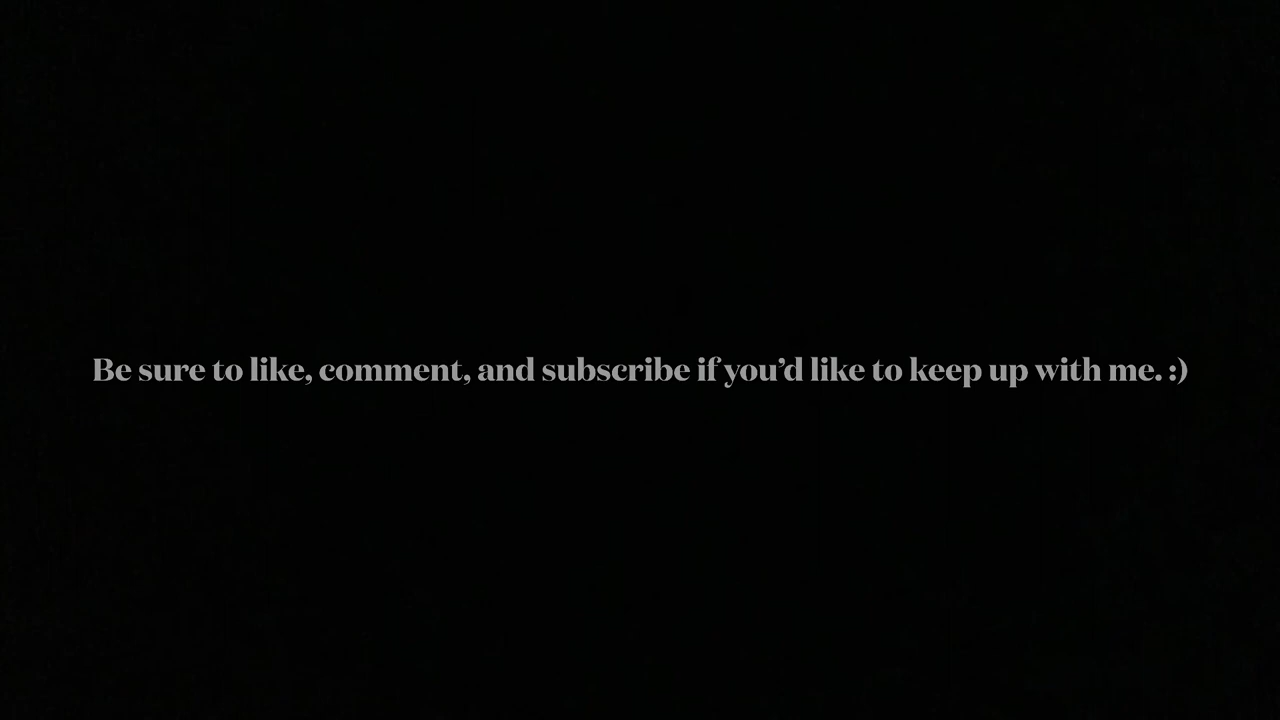 Be sure to like, comment, and subscribe if you’d like to keep up with me. :)